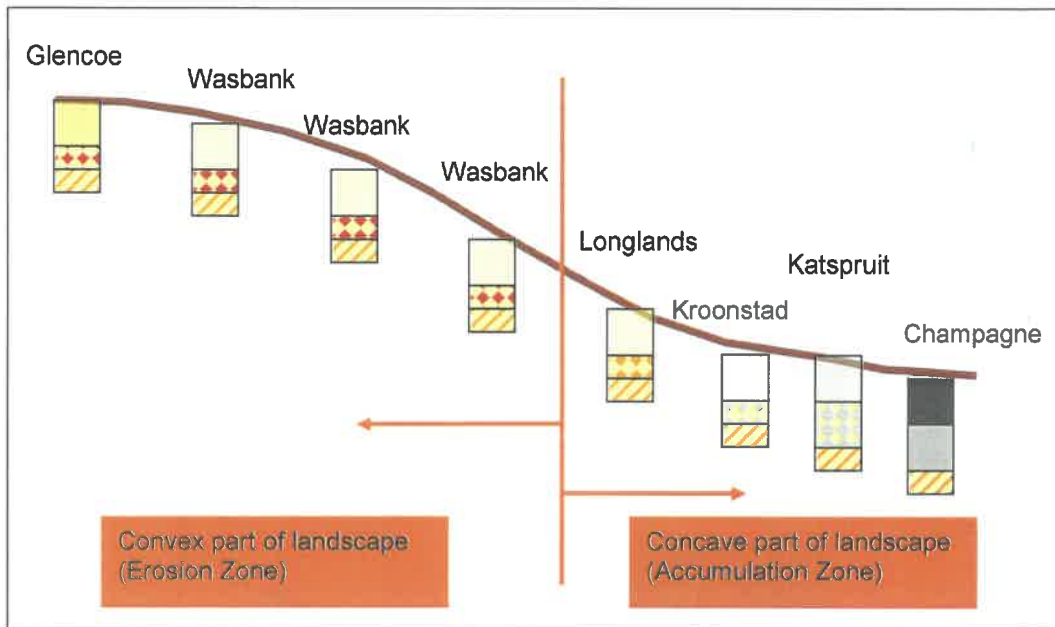 Glencoe
Wasbank
Wasbank
Wasbank
Longlands
Kroonstad
Katspruit
Champagne
Convex part of landscape
(Erosion Zone)
Concave part of landscape
(Accumulation Zone)